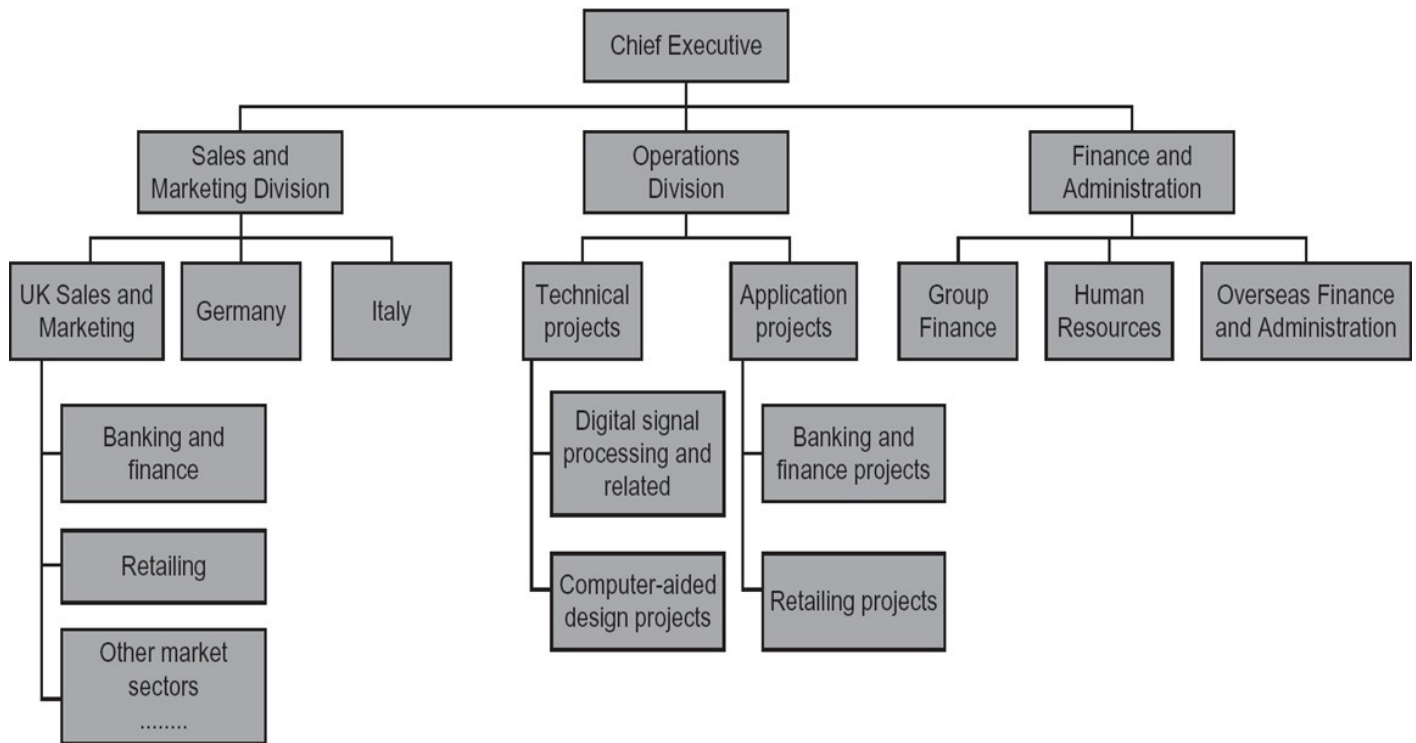 Chief Executive
Sales and
Marketing Division
Operations
Division
Finance and
Administration
UK Sales and
Marketing
Germany
Italy
Technical
projects
Application
projects
Group
Finance
Human
Resources
Overseas Finance
and Administration
Banking and
finance
Retailing
Other market
sectors
........
Digital signal
processing and
related
Computer-aided
design projects
Banking and
finance projects
Retailing projects